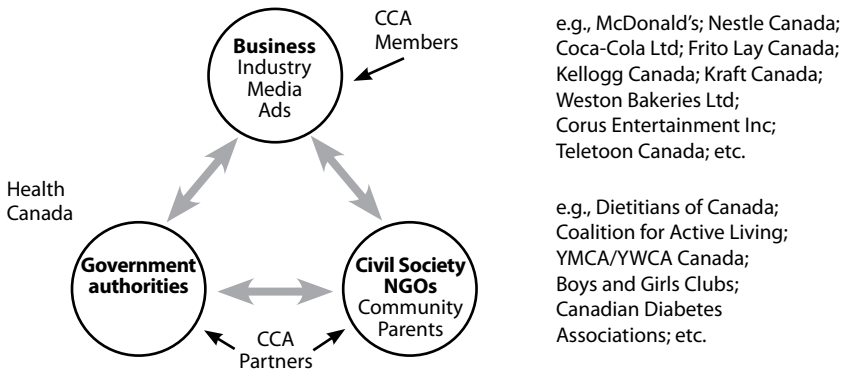 CCA
Members
Business
Industry
Media
Ads
e.g., McDonald’s; Nestle Canada;
Coca-Cola Ltd; Frito Lay Canada;
Kellogg Canada; Kraft Canada;
Weston Bakeries Ltd;
Corus Entertainment Inc;
Teletoon Canada; etc.
Health
Canada
Government
authorities
Civil Society
NGOs
Community
Parents
CCA
Partners
e.g., Dietitians of Canada;
Coalition for Active Living;
YMCA/YWCA Canada;
Boys and Girls Clubs;
Canadian Diabetes
Associations; etc.